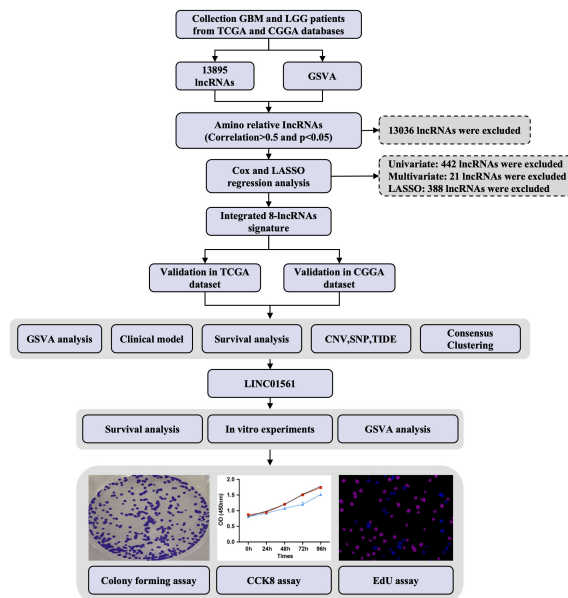 Collection GBM and LGG patients
from TCGA and CGGA databases
13895
lncRNAs
GSVA
Amino relative lncRNAs
(Correlation>0.5 and p<0.05)
13036 lncRNAs were excluded
Cox and LASSO
regression analysis
Univariate: 442 lncRNAs were excluded
Multivariate: 21 lncRNAs were excluded
LASSO: 388 lncRNAs were excluded
Integrated 8-lncRNAs
signature
Validation in TCGA
dataset
Validation in CGGA
dataset
GSVA analysis
Clinical model
Survival analysis
CNV,SNP,TIDE
Consensus
Clustering
LINC01561
Survival analysis
In vitro experiments
GSVA analysis
OD (450nm)
2.0
1.5
1.0
0.5
0.0
0h 24h 48h 72h 96h
Times
Colony forming assay
CCK8 assay
EdU assay